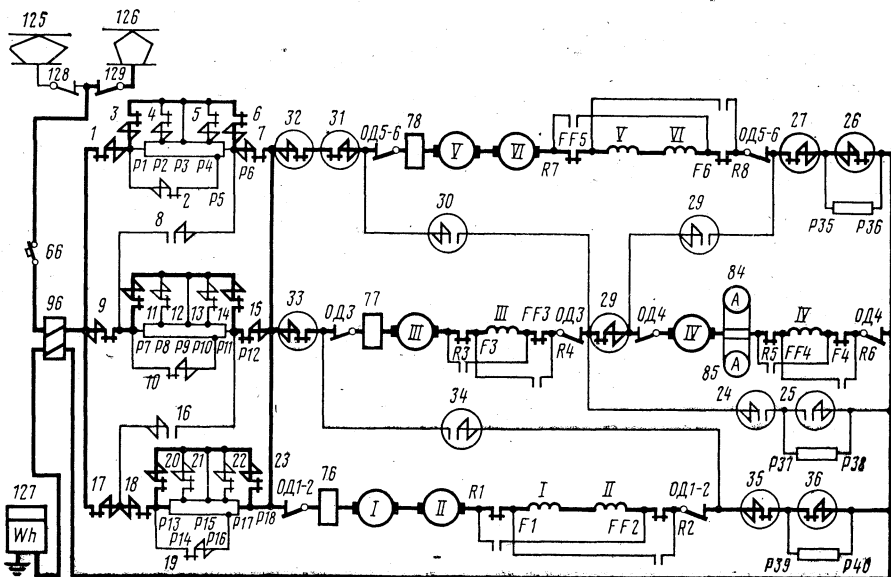 125
126
128
129
3
4
5
6
32
31
ОД5-6
78
V
VI
FF5
V
VI
ОД5-6
27
26
1
7
P1
P2
P3
P4
P6
R7
F6
R8
2
P5
P35
P36
8
30
29
66
84
96
9
11
12
13
14
15
33
ОД3
77
III
III
FF3
ОД3
29
ОД4
IV
A
IV
ОД4
P7
P8
P9
P10
P11
P12
R3
F3
R4
85
A
R5
FF4
F4
R6
10
16
34
24
25
P37
P38
17
18
20
21
22
23
ОД1-2
76
I
II
R1
I
II
ОД1-2
35
36
127
Wh
P13
P15
P17
P18
P14
P16
F1
FF2
R2
19
P39
P40